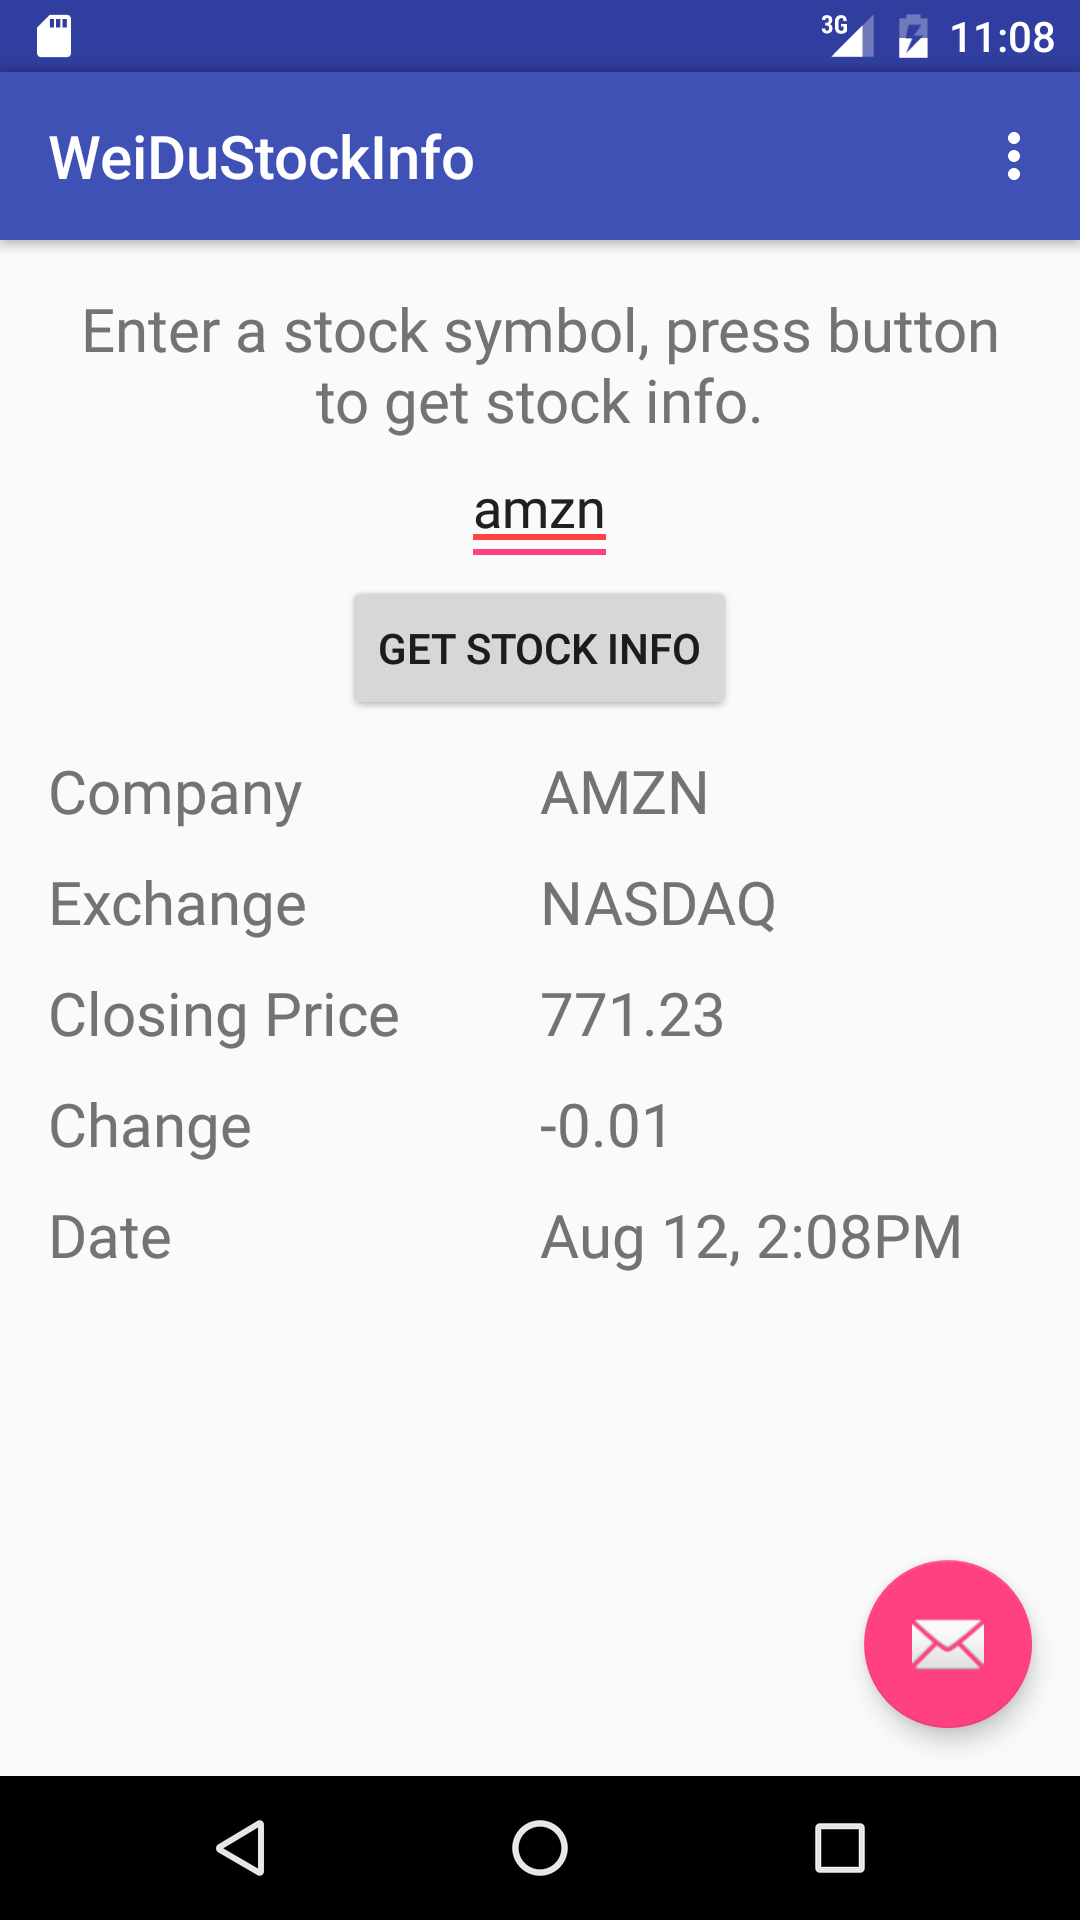 3G 11:08
WeiDuStockInfo
Enter a stock symbol, press button
to get stock info.
amzn
GET STOCK INFO
Company AMZN
Exchange NASDAQ
Closing Price 771.23
Change -0.01
Date Aug 12, 2:08PM